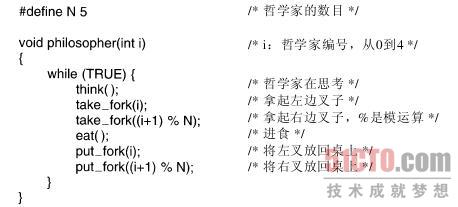 #define N 5 /* 哲学家的数目 */
void philosopher(int i) /* i：哲学家编号，从0到4 */
{
while (TRUE) {
think( ); /* 哲学家在思考 */
take_fork(i); /* 拿起左边叉子 */
take_fork((i+1) % N); /* 拿起右边叉子，%是模运算 */
eat( ); /* 进食 */
put_fork(i); /* 将左叉放回桌上 */
put_fork((i+1) % N); /* 将右叉放回桌上 */
}
}
51CTO.com
技术成就梦想